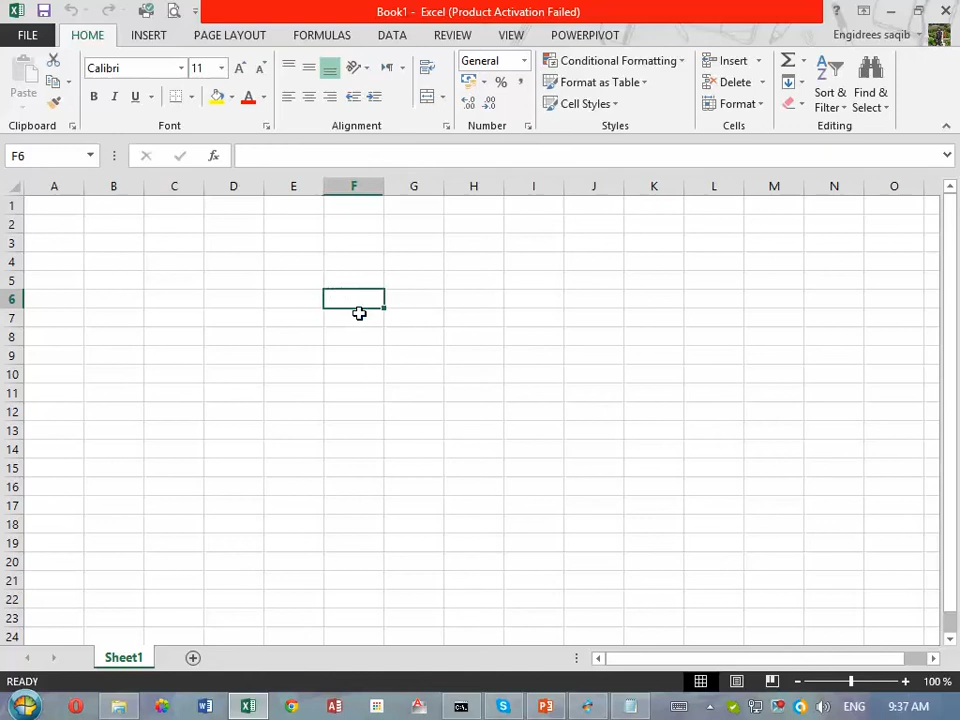 Book1 - Excel (Product Activation Failed)
FILE HOME INSERT PAGE LAYOUT FORMULAS DATA REVIEW VIEW POWERPIVOT Engidrees saqib
Paste
Calibri 11
General
Conditional Formatting
Format as Table
Cell Styles
Insert
Delete
Format
Sort & Filter
Find & Select
B I U A
Clipboard Font Alignment Number Styles Cells Editing
F6 fx
A B C D E F G H I J K L M N O
1
2
3
4
5
6
7
8
9
10
11
12
13
14
15
16
17
18
19
20
21
22
23
24
Sheet1
READY 100 %
ENG 9:37 AM